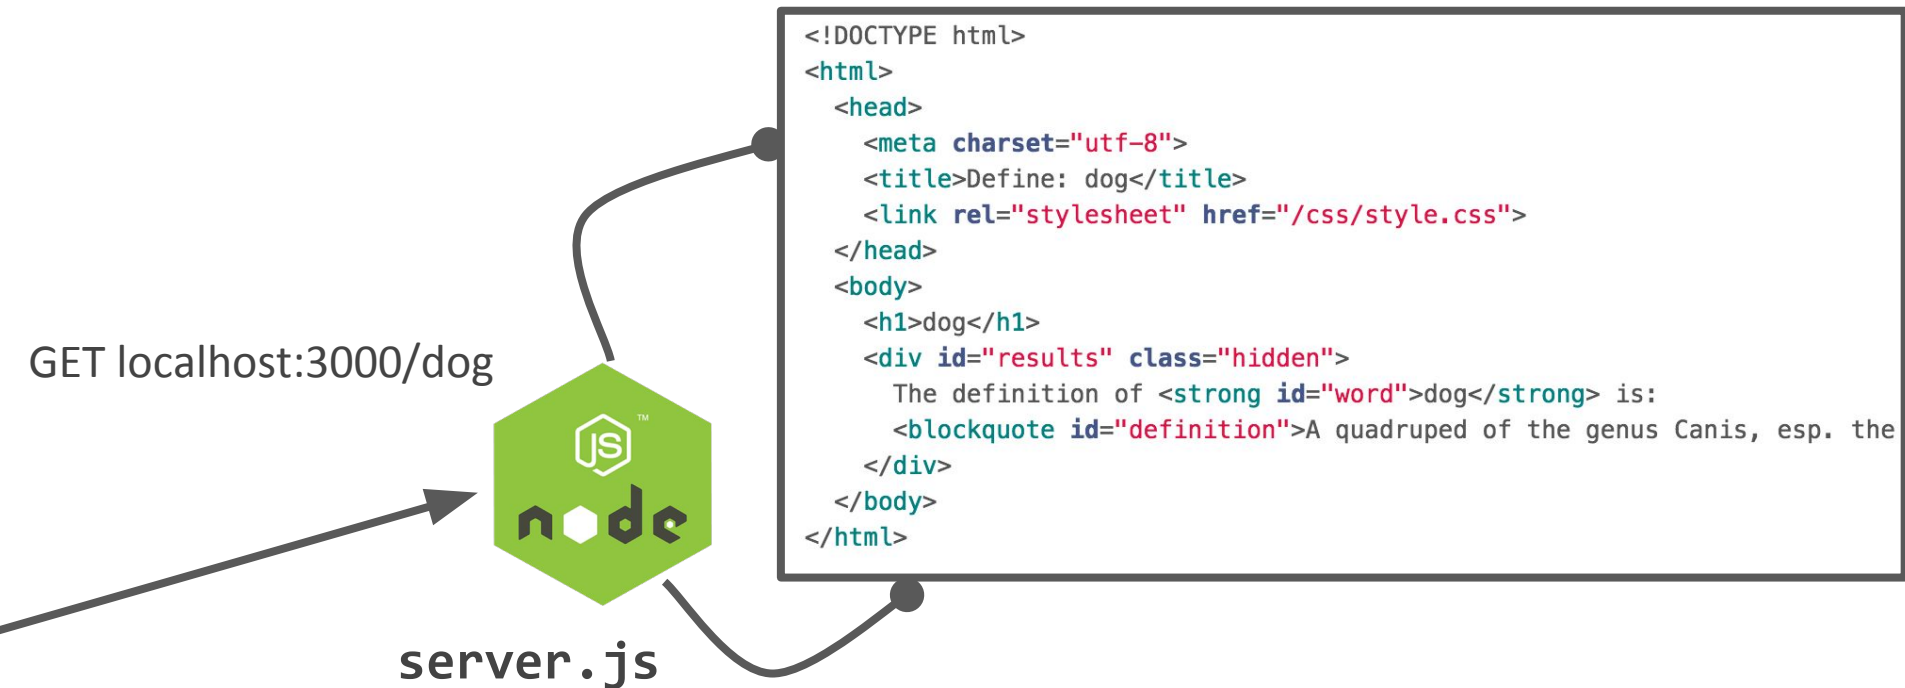 <!DOCTYPE html>
<html>
  <head>
    <meta charset="utf-8">
    <title>Define: dog</title>
    <link rel="stylesheet" href="/css/style.css">
  </head>
  <body>
    <h1>dog</h1>
    <div id="results" class="hidden">
      The definition of <strong id="word">dog</strong> is:
      <blockquote id="definition">A quadruped of the genus Canis, esp. the
    </div>
  </body>
</html>
GET localhost:3000/dog
JS
TM
node
server.js